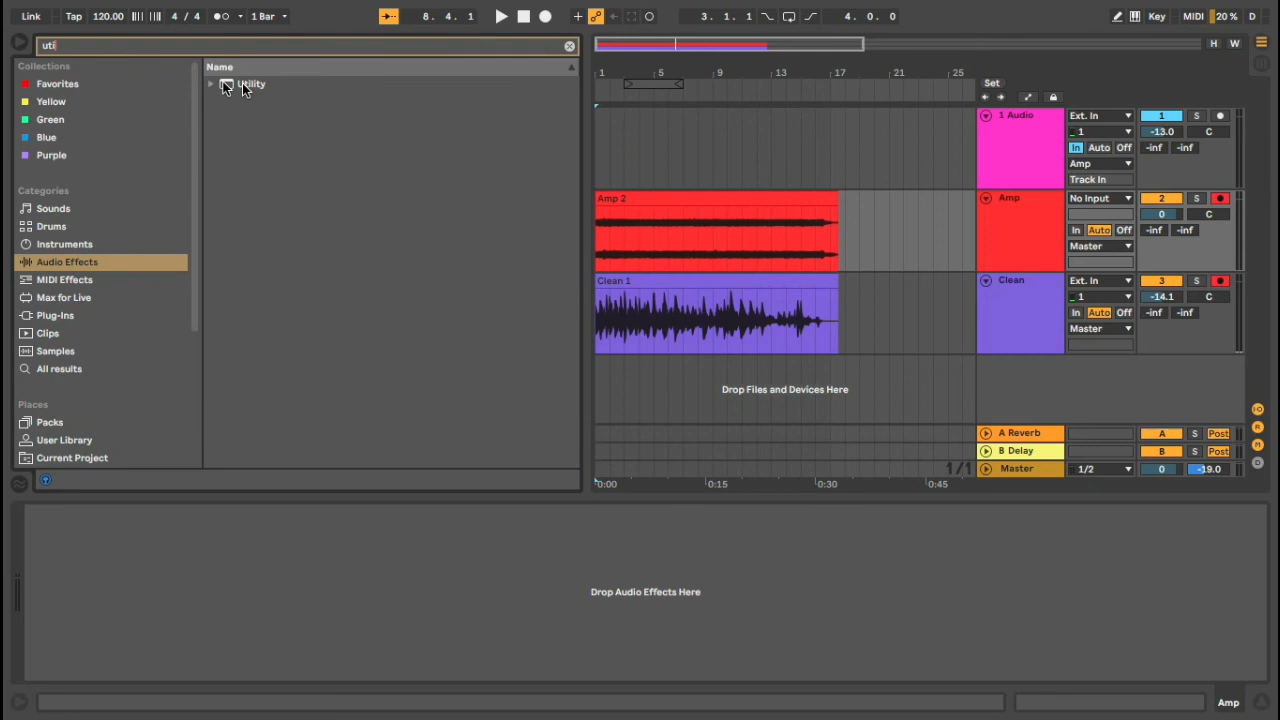 Link Tap 120.00 4 / 4 1 Bar 8. 4. 1 3. 1. 1 4. 0. 0 Key MIDI 20 % D
uti
H W
Collections
Favorites
Yellow
Green
Blue
Purple
Categories
Sounds
Drums
Instruments
Audio Effects
MIDI Effects
Max for Live
Plug-Ins
Clips
Samples
All results
Places
Packs
User Library
Current Project
Name
Utility
1 5 9 13 17 21 25
Set
1 Audio Ext. In 1 S
1 -13.0 C
In Auto Off -inf -inf
Amp
Track In
Amp 2
Amp No Input 2 S
0 C
In Auto Off -inf -inf
Master
Clean 1
Clean Ext. In 3 S
1 -14.1 C
In Auto Off -inf -inf
Master
Drop Files and Devices Here
A Reverb A S Post
B Delay B S Post
1/1 Master 1/2 0 -19.0
0:00 0:15 0:30 0:45
IO
R
M
D
Drop Audio Effects Here
Amp